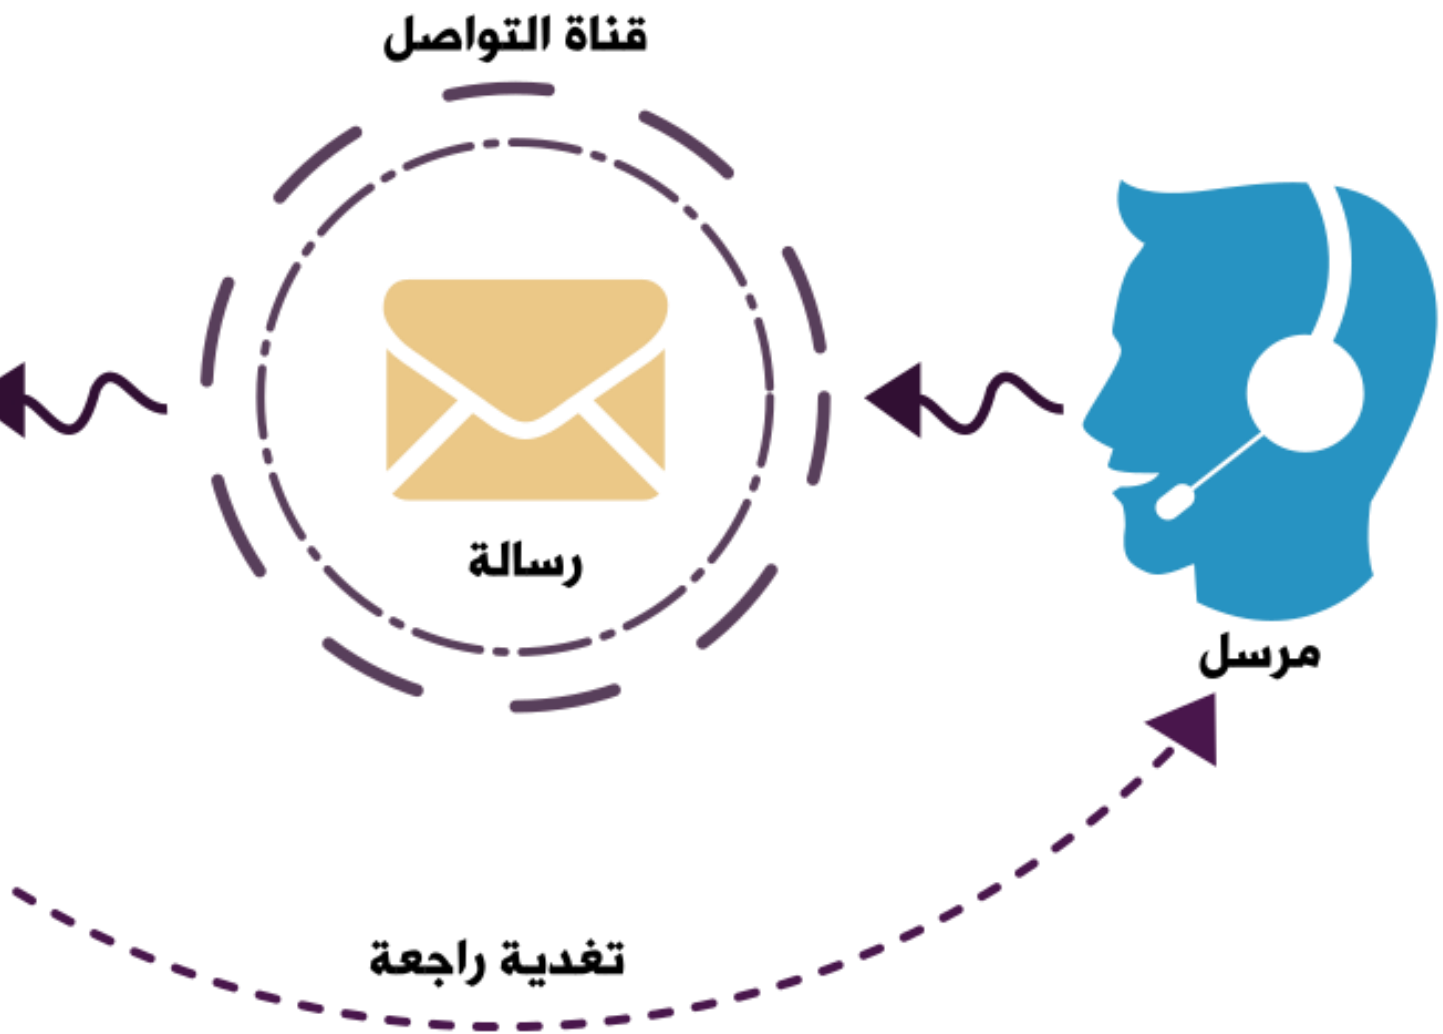 قناة التواصل
رسالة
مرسل
تغدية راجعة